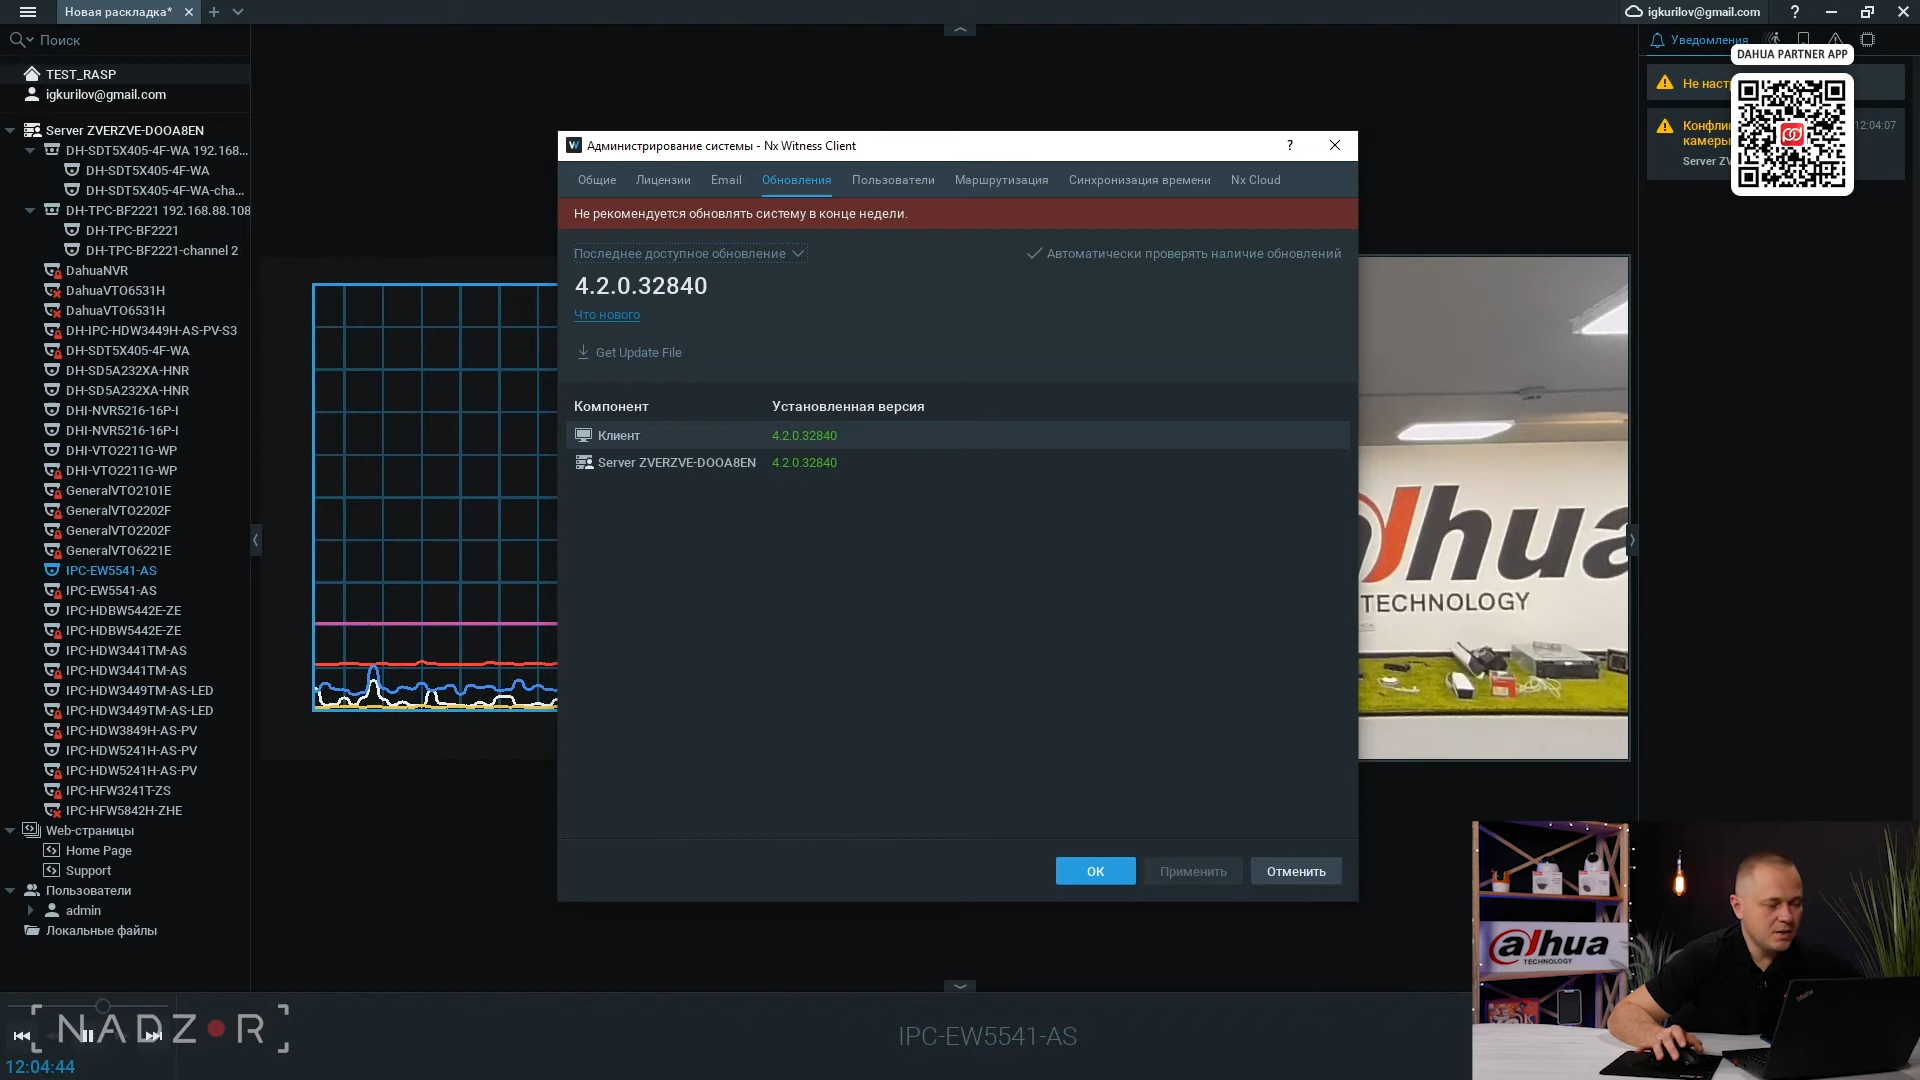 Новая раскладка*
igkurilov@gmail.com
?
Поиск
TEST_RASP
igkurilov@gmail.com
Server ZVERZVE-DOOA8EN
DH-SDT5X405-4F-WA 192.168...
DH-SDT5X405-4F-WA
DH-SDT5X405-4F-WA-cha...
DH-TPC-BF2221 192.168.88.108
DH-TPC-BF2221
DH-TPC-BF2221-channel 2
DahuaNVR
DahuaVTO6531H
DahuaVTO6531H
DH-IPC-HDW3449H-AS-PV-S3
DH-SDT5X405-4F-WA
DH-SD5A232XA-HNR
DH-SD5A232XA-HNR
DHI-NVR5216-16P-I
DHI-NVR5216-16P-I
DHI-VTO2211G-WP
DHI-VTO2211G-WP
GeneralVTO2101E
GeneralVTO2202F
GeneralVTO2202F
GeneralVTO6221E
IPC-EW5541-AS
IPC-EW5541-AS
IPC-HDBW5442E-ZE
IPC-HDBW5442E-ZE
IPC-HDW3441TM-AS
IPC-HDW3441TM-AS
IPC-HDW3449TM-AS-LED
IPC-HDW3449TM-AS-LED
IPC-HDW3849H-AS-PV
IPC-HDW5241H-AS-PV
IPC-HDW5241H-AS-PV
IPC-HFW3241T-ZS
IPC-HFW5842H-ZHE
Web-страницы
Home Page
Support
Пользователи
admin
Локальные файлы
Администрирование системы - Nx Witness Client
?
Общие Лицензии Email Обновления Пользователи Маршрутизация Синхронизация времени Nx Cloud
Не рекомендуется обновлять систему в конце недели.
Последнее доступное обновление
Автоматически проверять наличие обновлений
4.2.0.32840
Что нового
Get Update File
Компонент Установленная версия
Клиент 4.2.0.32840
Server ZVERZVE-DOOA8EN 4.2.0.32840
OK Применить Отменить
Уведомления
DAHUA PARTNER APP
Не наст
Конфли
камеры
12:04:07
Server ZV
alhua
TECHNOLOGY
alhua
TECHNOLOGY
NADZOR
12:04:44
IPC-EW5541-AS